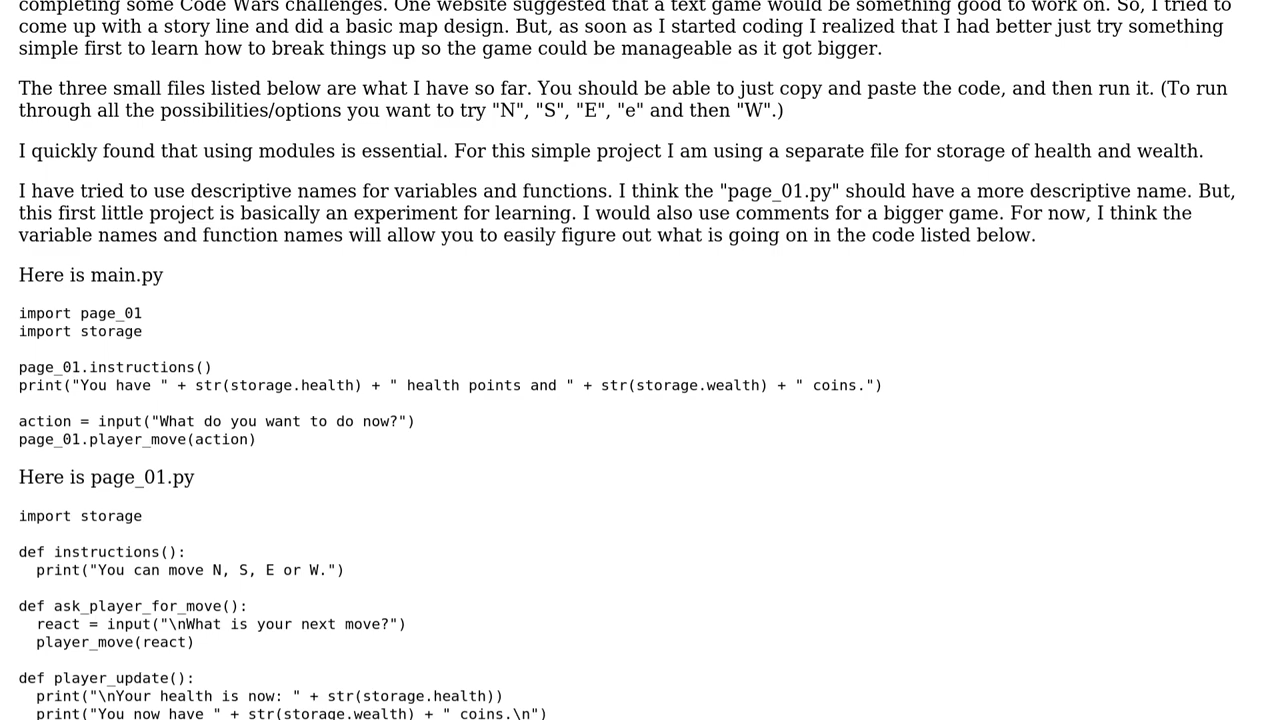 completing some Code Wars challenges. One website suggested that a text game would be something good to work on. So, I tried to
come up with a story line and did a basic map design. But, as soon as I started coding I realized that I had better just try something
simple first to learn how to break things up so the game could be manageable as it got bigger.
The three small files listed below are what I have so far. You should be able to just copy and paste the code, and then run it. (To run
through all the possibilities/options you want to try "N", "S", "E", "e" and then "W".)
I quickly found that using modules is essential. For this simple project I am using a separate file for storage of health and wealth.
I have tried to use descriptive names for variables and functions. I think the "page_01.py" should have a more descriptive name. But,
this first little project is basically an experiment for learning. I would also use comments for a bigger game. For now, I think the
variable names and function names will allow you to easily figure out what is going on in the code listed below.
Here is main.py
import page_01
import storage
page_01.instructions()
print("You have " + str(storage.health) + " health points and " + str(storage.wealth) + " coins.")
action = input("What do you want to do now?")
page_01.player_move(action)
Here is page_01.py
import storage
def instructions():
  print("You can move N, S, E or W.")
def ask_player_for_move():
  react = input("\nWhat is your next move?")
  player_move(react)
def player_update():
  print("\nYour health is now: " + str(storage.health))
  print("You now have " + str(storage.wealth) + " coins.\n")